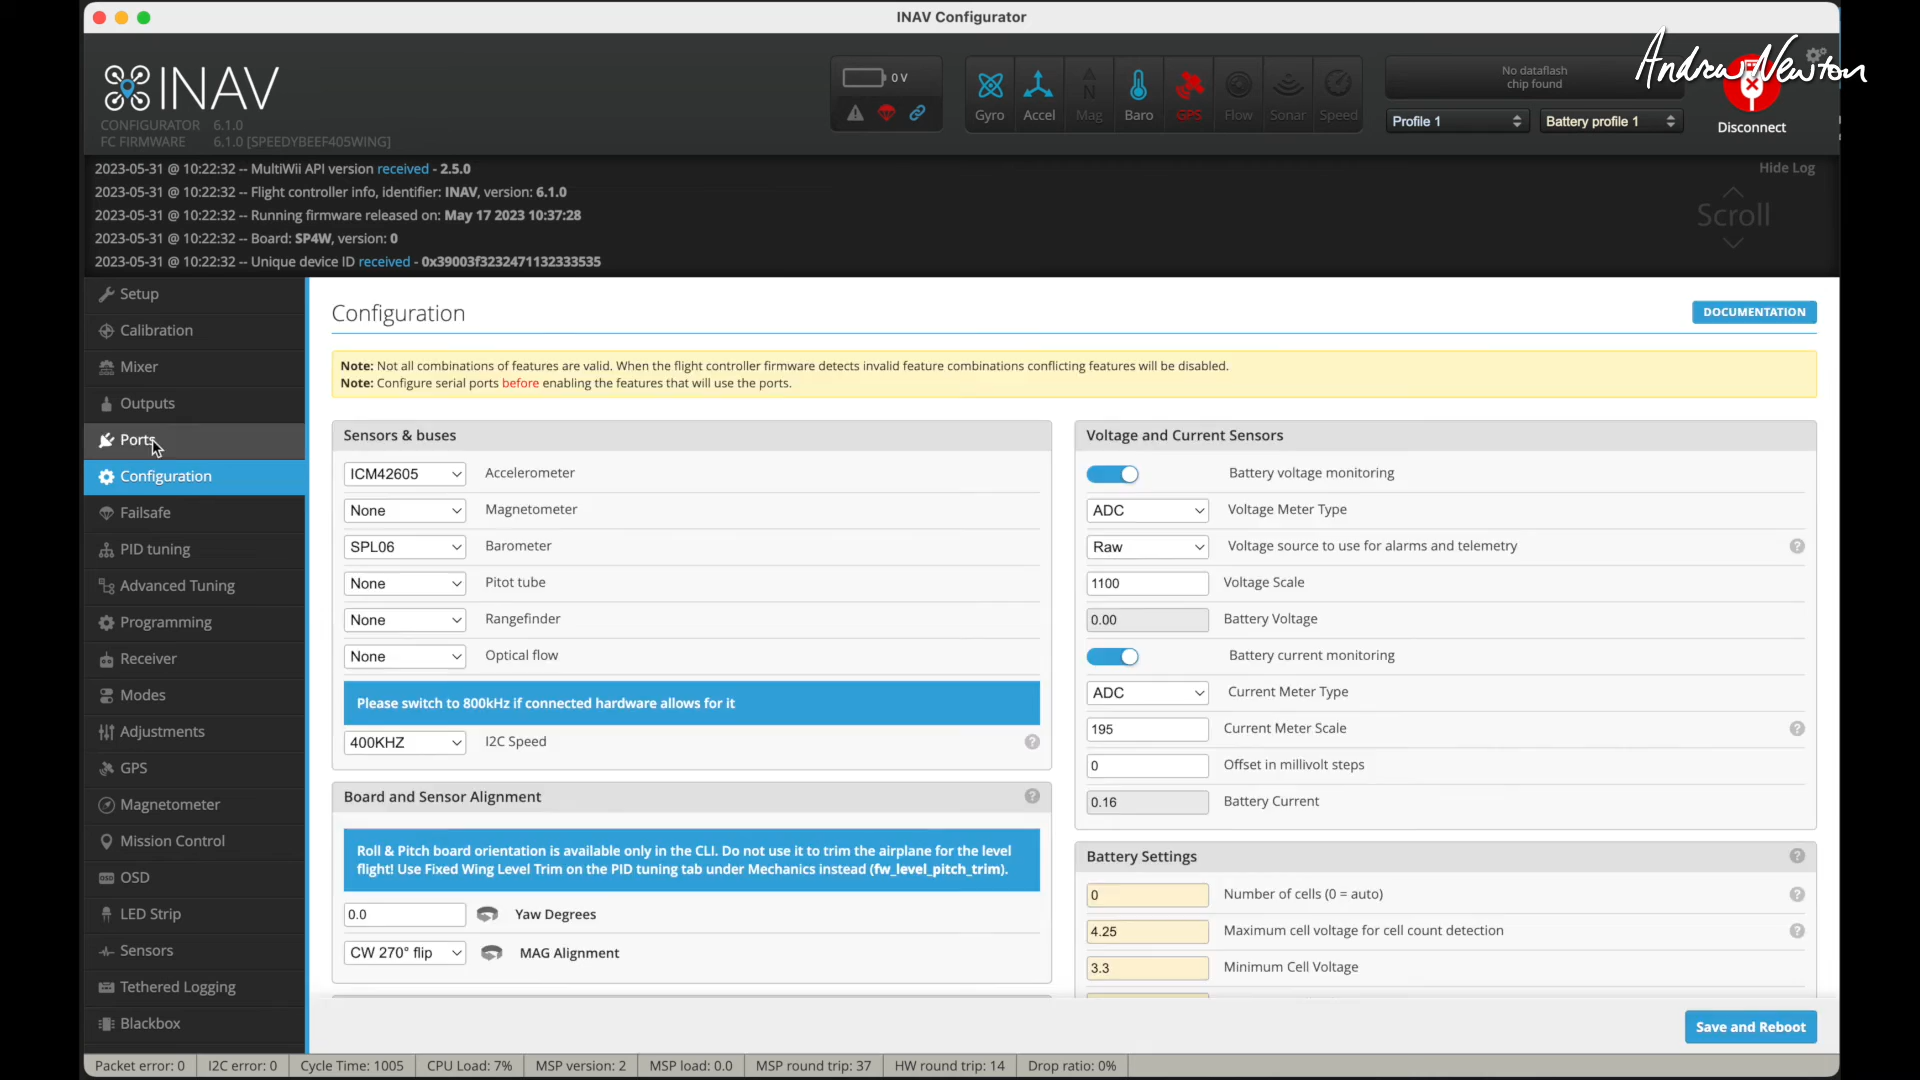 INAV Configurator
INAV
CONFIGURATOR 6.1.0
FC FIRMWARE 6.1.0 [SPEEDYBEEF405WING]
0 V
Gyro
Accel
Mag
Baro
GPS
Flow
Sonar
Speed
No dataflash
chip found
Profile 1
Battery profile 1
Andrew Newton
Disconnect
2023-05-31 @ 10:22:32 -- MultiWii API version received - 2.5.0
2023-05-31 @ 10:22:32 -- Flight controller info, identifier: INAV, version: 6.1.0
2023-05-31 @ 10:22:32 -- Running firmware released on: May 17 2023 10:37:28
2023-05-31 @ 10:22:32 -- Board: SP4W, version: 0
2023-05-31 @ 10:22:32 -- Unique device ID received - 0x39003f3232471132333535
Hide Log
Scroll
Setup
Calibration
Mixer
Outputs
Ports
Configuration
Failsafe
PID tuning
Advanced Tuning
Programming
Receiver
Modes
Adjustments
GPS
Magnetometer
Mission Control
OSD
LED Strip
Sensors
Tethered Logging
Blackbox
Configuration
DOCUMENTATION
Note: Not all combinations of features are valid. When the flight controller firmware detects invalid feature combinations conflicting features will be disabled.
Note: Configure serial ports before enabling the features that will use the ports.
Sensors & buses
ICM42605 Accelerometer
None Magnetometer
SPL06 Barometer
None Pitot tube
None Rangefinder
None Optical flow
Please switch to 800kHz if connected hardware allows for it
400KHZ I2C Speed
Board and Sensor Alignment
Roll & Pitch board orientation is available only in the CLI. Do not use it to trim the airplane for the level
flight! Use Fixed Wing Level Trim on the PID tuning tab under Mechanics instead (fw_level_pitch_trim).
0.0 Yaw Degrees
CW 270° flip MAG Alignment
Voltage and Current Sensors
Battery voltage monitoring
ADC Voltage Meter Type
Raw Voltage source to use for alarms and telemetry
1100 Voltage Scale
0.00 Battery Voltage
Battery current monitoring
ADC Current Meter Type
195 Current Meter Scale
0 Offset in millivolt steps
0.16 Battery Current
Battery Settings
0 Number of cells (0 = auto)
4.25 Maximum cell voltage for cell count detection
3.3 Minimum Cell Voltage
Save and Reboot
Packet error: 0
I2C error: 0
Cycle Time: 1005
CPU Load: 7%
MSP version: 2
MSP load: 0.0
MSP round trip: 37
HW round trip: 14
Drop ratio: 0%